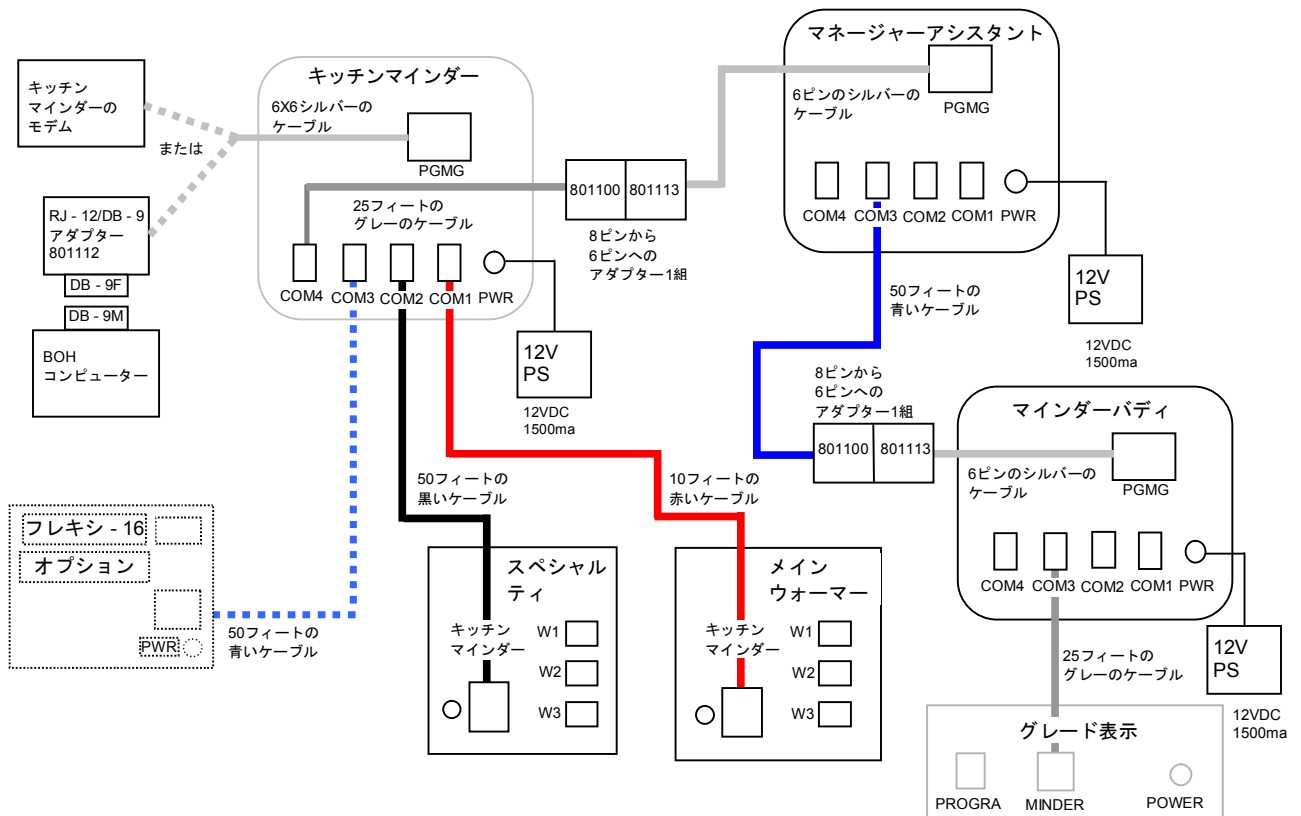 マネージャーアシスタント
PGMG
6ピンのシルバーの
ケーブル
COM4
COM3
COM2
COM1
PWR
12V
PS
12VDC
1500ma
キッチン
マインダーの
モデム
または
キッチンマインダー
6X6シルバーの
ケーブル
PGMG
25フィートの
グレーのケーブル
COM4
COM3
COM2
COM1
PWR
12V
PS
12VDC
1500ma
801100
801113
8ピンから
6ピンへの
アダプター1組
RJ - 12/DB - 9
アダプター
801112
DB - 9F
DB - 9M
BOH
コンピューター
50フィートの
青いケーブル
8ピンから
6ピンへの
アダプター1組
801100
801113
マインダーバディ
6ピンのシルバーの
ケーブル
PGMG
COM4
COM3
COM2
COM1
PWR
12V
PS
12VDC
1500ma
50フィートの
黒いケーブル
10フィートの
赤いケーブル
フレキシ - 16
オプション
PWR
50フィートの
青いケーブル
スペシャル
ティ
キッチン
マインダー
W1
W2
W3
メイン
ウォーマー
キッチン
マインダー
W1
W2
W3
25フィートの
グレーのケーブル
グレード表示
PROGRA
MINDER
POWER